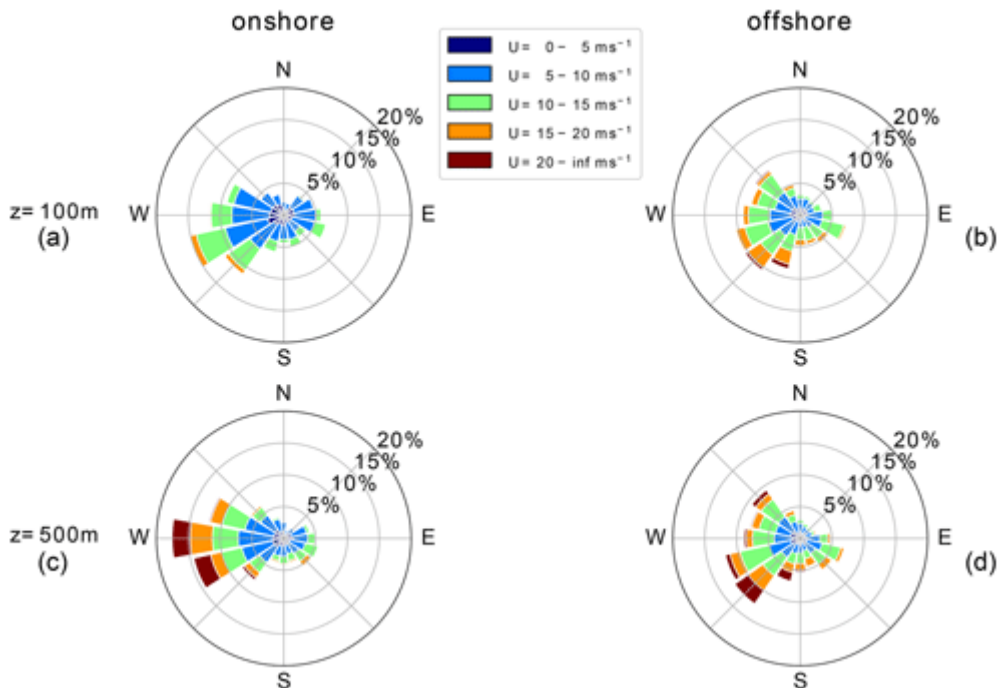 onshore
offshore
U = 0 – 5 ms⁻¹
U = 5 – 10 ms⁻¹
U = 10 – 15 ms⁻¹
U = 15 – 20 ms⁻¹
U = 20 – inf ms⁻¹
N
20%
15%
10%
5%
W
E
S
z= 100m
(a)
N
20%
15%
10%
5%
W
E
S
(b)
N
20%
15%
10%
5%
W
E
S
z= 500m
(c)
N
20%
15%
10%
5%
W
E
S
(d)